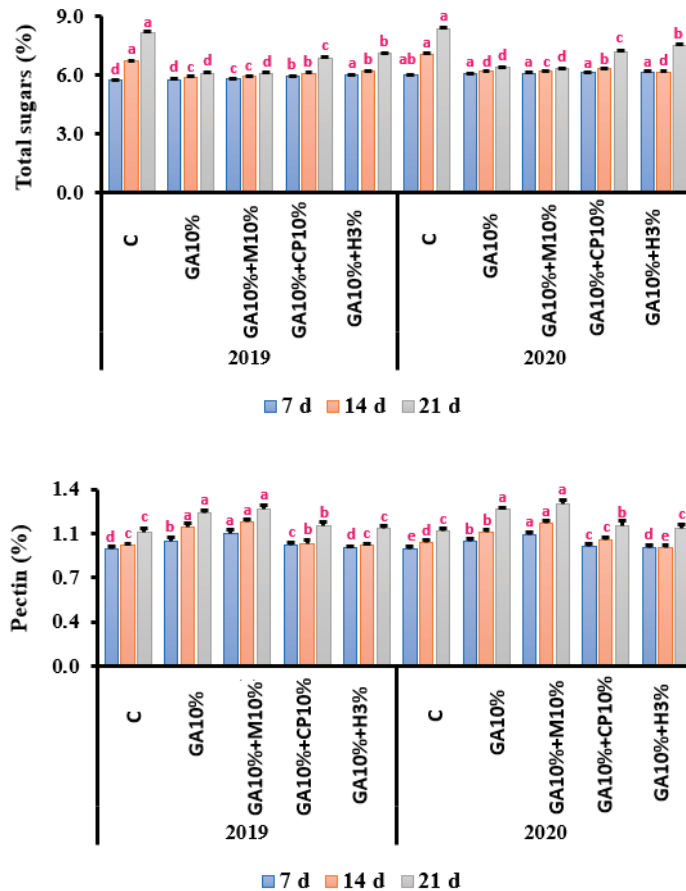 Total sugars (%)
9.0
6.0
3.0
0.0
d a a d c d c c d b b c a b b ab a a a d d a c d a b c a d b
C GA10% GA10%+M10% GA10%+CP10% GA10%+H3% C GA10% GA10%+M10% GA10%+CP10% GA10%+H3%
2019 2020
7 d 14 d 21 d
Pectin (%)
1.4
1.1
0.7
0.4
0.0
d c c b a a a a a c c b d c c e d c b b a a a a c c b d e c
C GA10% GA10%+M10% GA10%+CP10% GA10%+H3% C GA10% GA10%+M10% GA10%+CP10% GA10%+H3%
2019 2020
7 d 14 d 21 d